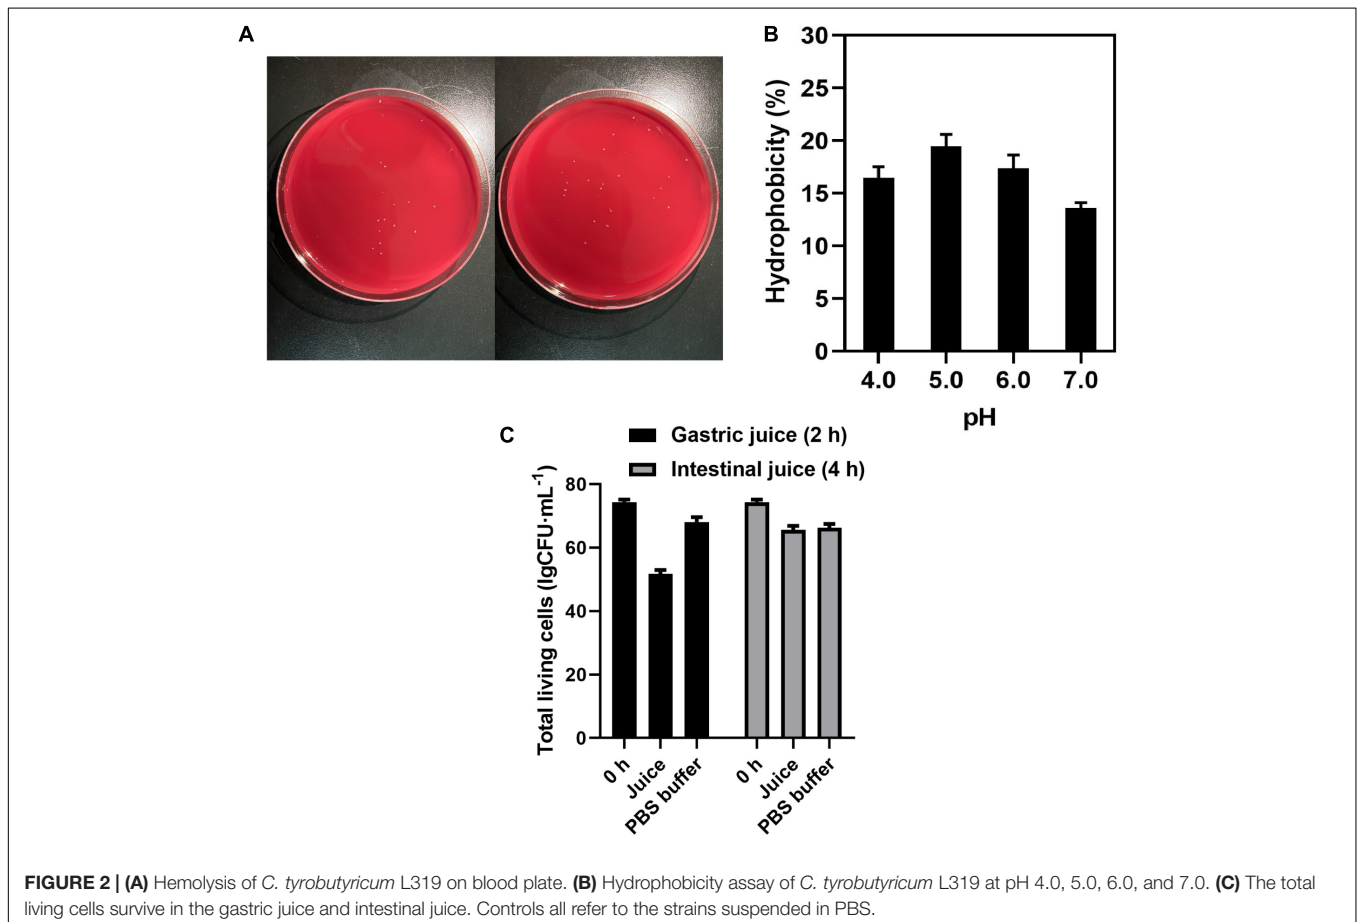 A
B
30
25
20
15
10
5
0
Hydrophobicity (%)
4.0 5.0 6.0 7.0
pH
C
Gastric juice (2 h)
Intestinal juice (4 h)
80
60
40
20
0
Total living cells (lgCFU·mL⁻¹)
0 h Juice PBS buffer 0 h Juice PBS buffer
FIGURE 2 | (A) Hemolysis of C. tyrobutyricum L319 on blood plate. (B) Hydrophobicity assay of C. tyrobutyricum L319 at pH 4.0, 5.0, 6.0, and 7.0. (C) The total
living cells survive in the gastric juice and intestinal juice. Controls all refer to the strains suspended in PBS.